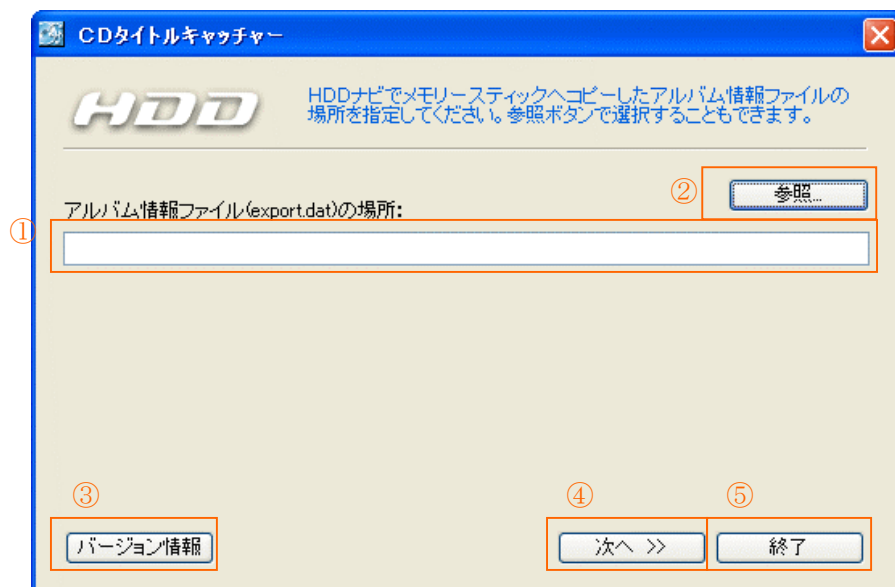 CDタイトルキャッチャー
HDD
HDDナビでメモリースティックへコピーしたアルバム情報ファイルの
場所を指定してください。参照ボタンで選択することもできます。
②
参照...
アルバム情報ファイル(export.dat)の場所:
①
③
④
⑤
バージョン情報
次へ >>
終了